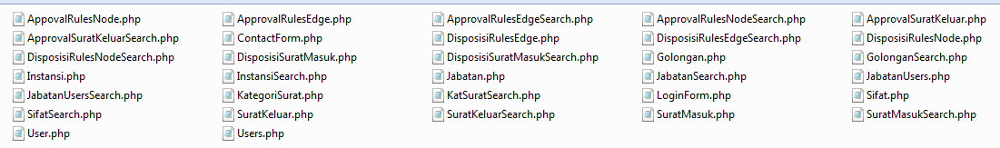 AppovalRulesNode.php ApprovalRulesEdge.php ApprovalRulesEdgeSearch.php ApprovalRulesNodeSearch.php ApprovalSuratKeluar.php
ApprovalSuratKeluarSearch.php ContactForm.php DisposisiRulesEdge.php DisposisiRulesEdgeSearch.php DisposisiRulesNode.php
DisposisiRulesNodeSearch.php DisposisiSuratMasuk.php DisposisiSuratMasukSearch.php Golongan.php GolonganSearch.php
Instansi.php InstansiSearch.php Jabatan.php JabatanSearch.php JabatanUsers.php
JabatanUsersSearch.php KategoriSurat.php KatSuratSearch.php LoginForm.php Sifat.php
SifatSearch.php SuratKeluar.php SuratKeluarSearch.php SuratMasuk.php SuratMasukSearch.php
User.php Users.php